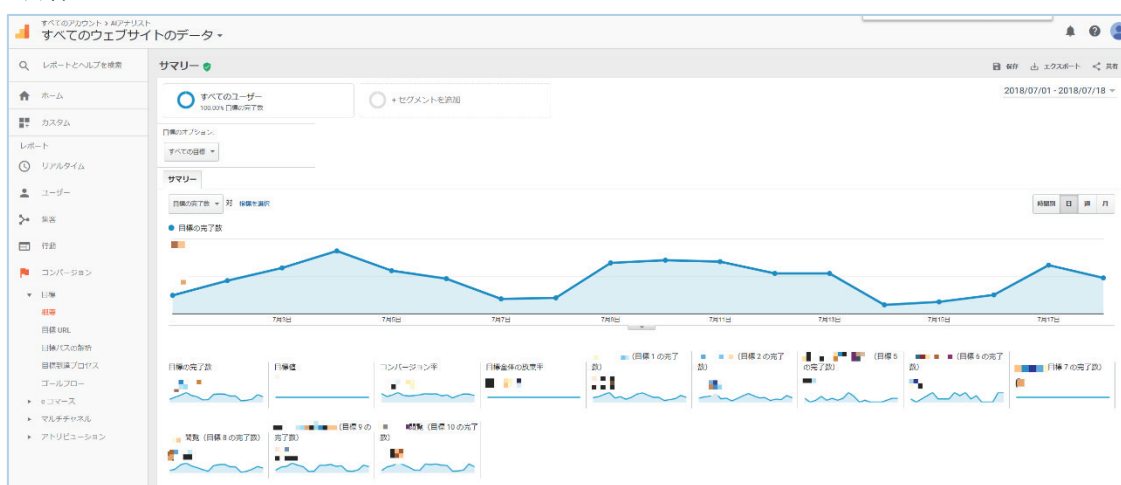 すべてのアカウント > AIアナリスト
すべてのウェブサイトのデータ
レポートとヘルプを検索
ホーム
カスタム
レポート
リアルタイム
ユーザー
集客
行動
コンバージョン
目標
概要
目標 URL
目標パスの解析
目標到達プロセス
ゴールフロー
e コマース
マルチチャネル
アトリビューション
サマリー
保存
エクスポート
共有
すべてのユーザー
100.00% 目標の完了数
+ セグメントを追加
2018/07/01 - 2018/07/18
目標のオプション:
すべての目標
サマリー
目標の完了数
対
指標を選択
時間別
日
週
月
目標の完了数
7月3日
7月5日
7月7日
7月9日
7月11日
7月13日
7月15日
7月17日
目標の完了数
目標値
コンバージョン率
目標全体の放棄率
(目標 1 の完了
数)
(目標 2 の完了
数)
(目標 5
の完了数)
(目標 6 の完了
数)
目標 7 の完了数)
閲覧 (目標 8 の完了数)
(目標 9 の
完了数)
閲覧 (目標 10 の完了
数)